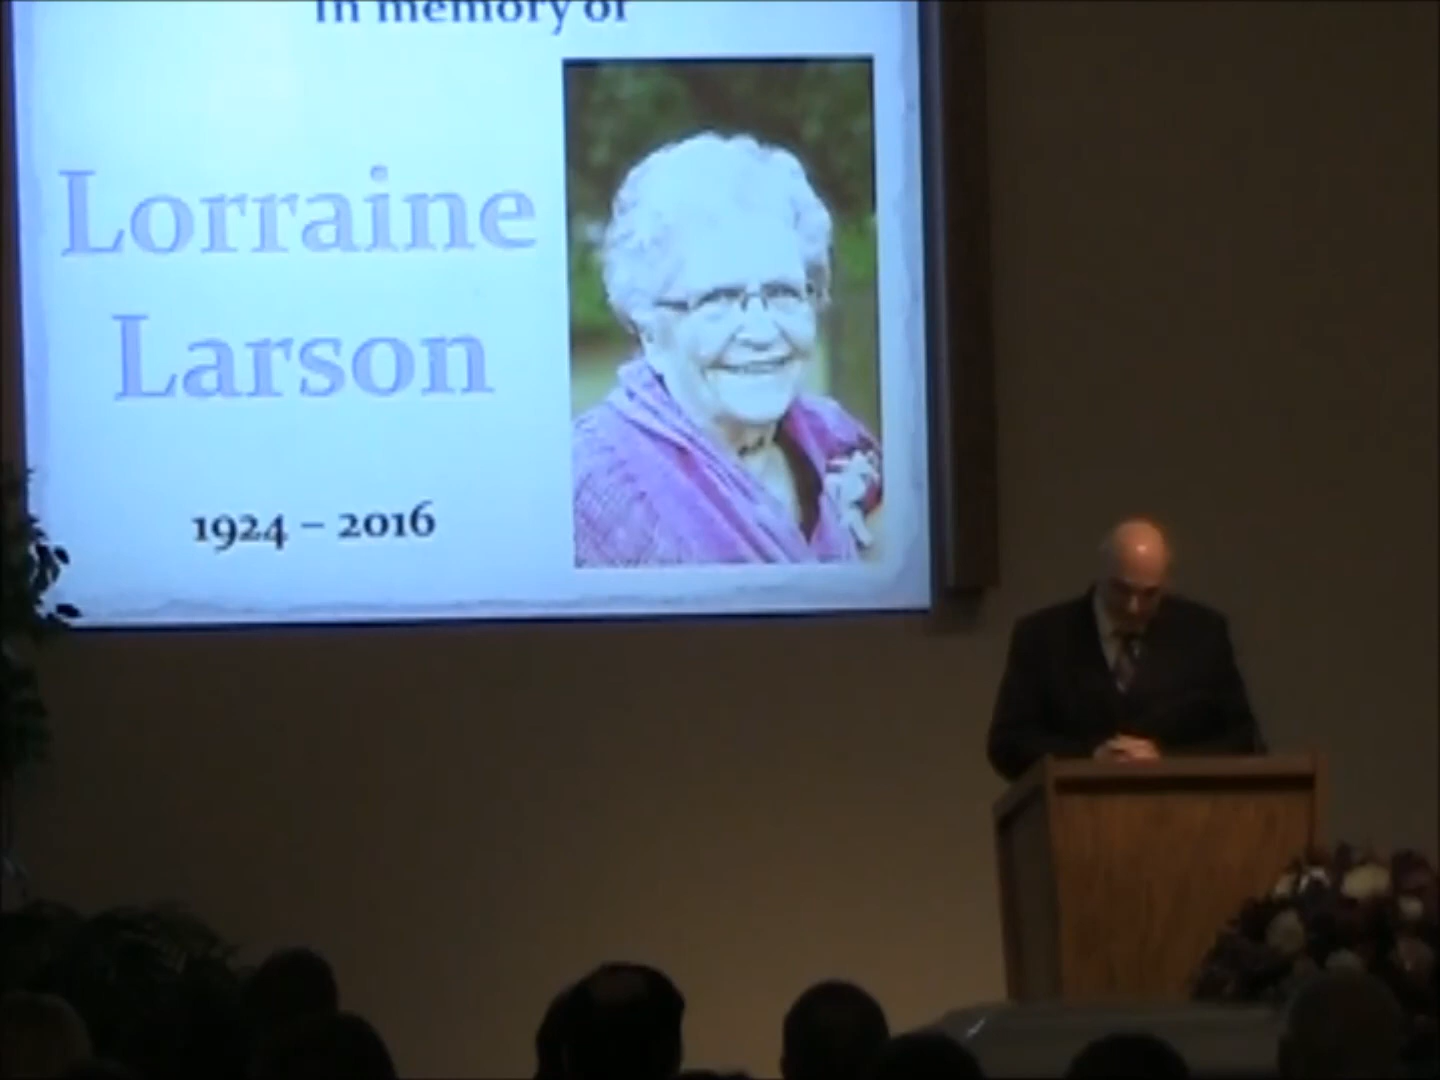 In memory of
Lorraine
Larson
1924 – 2016